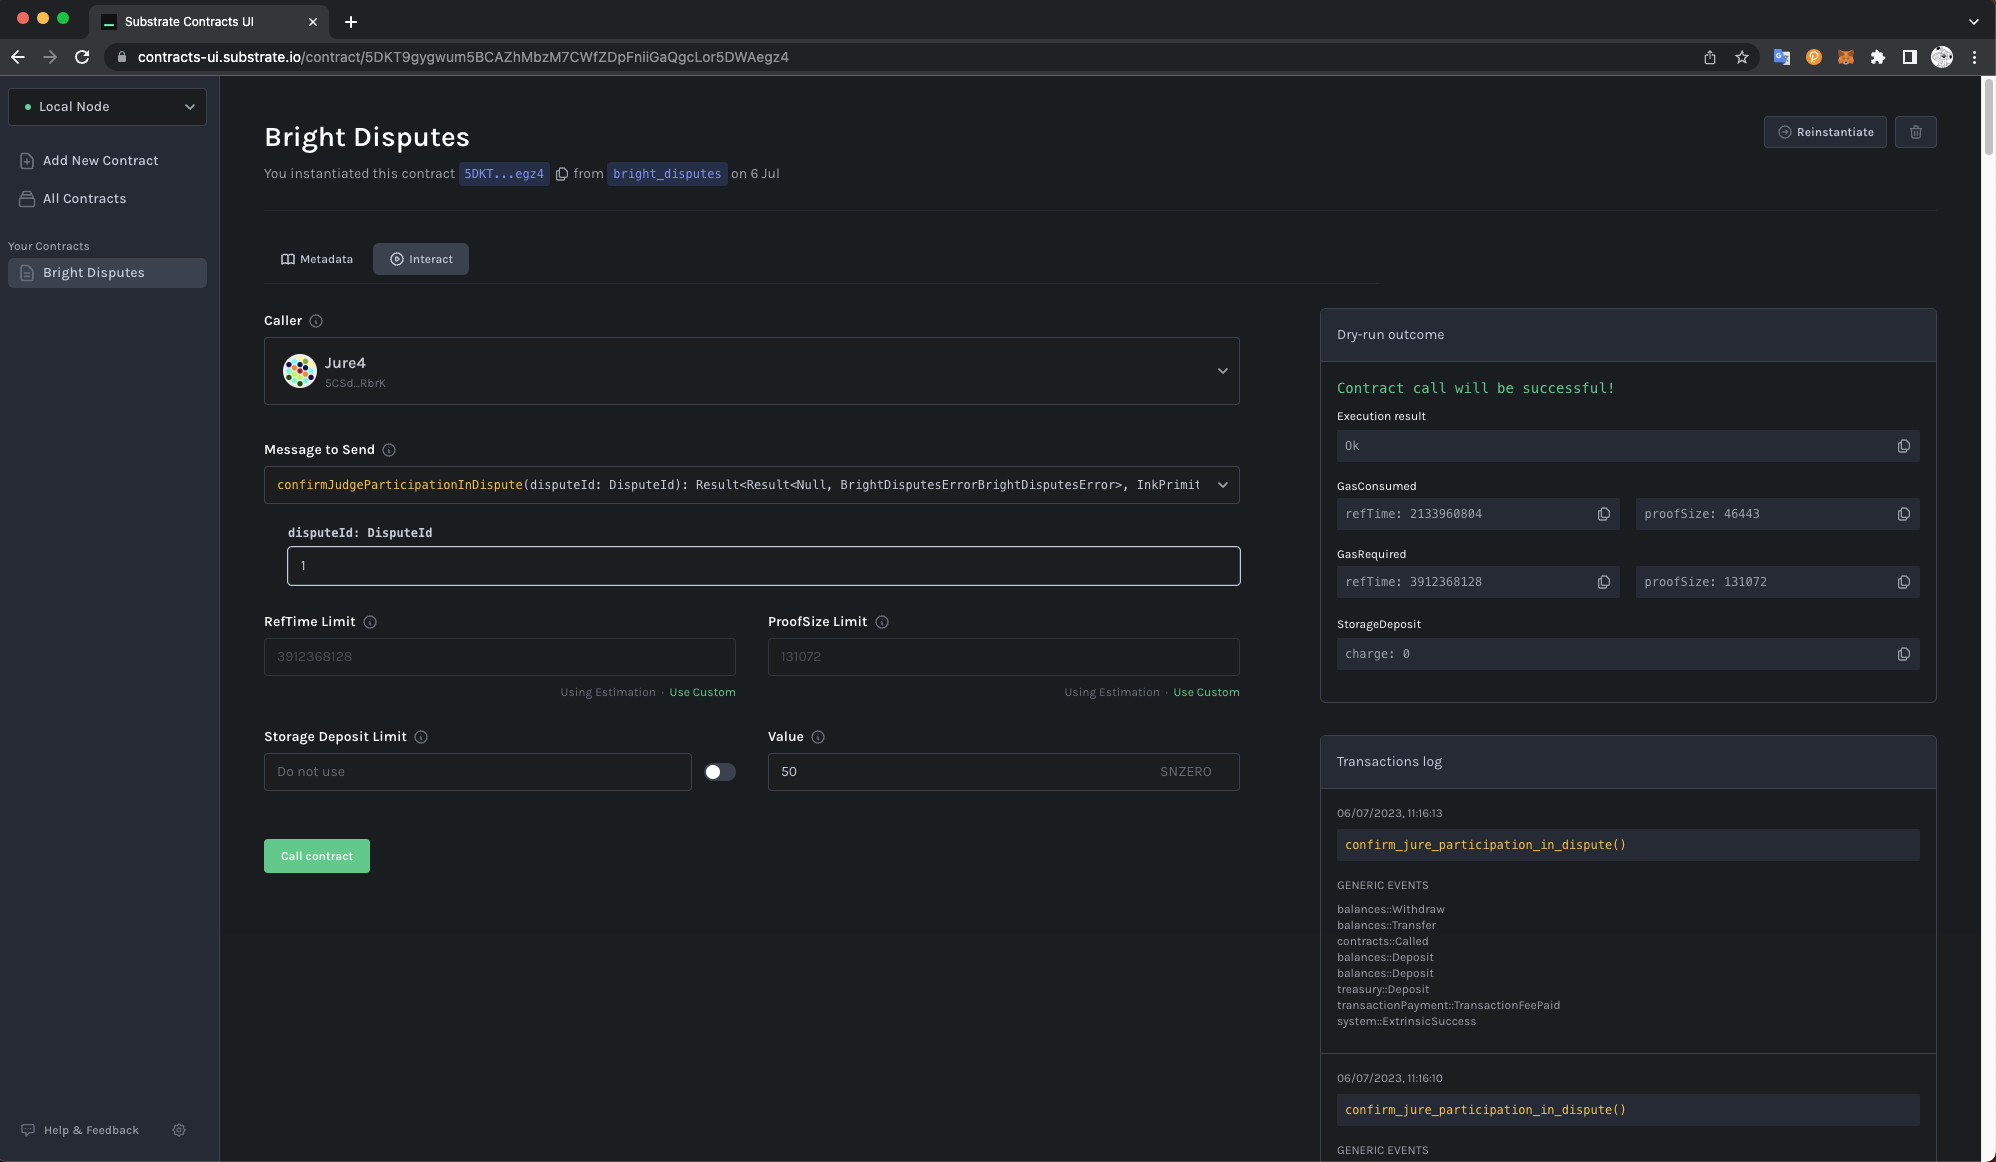 Substrate Contracts UI
contracts-ui.substrate.io/contract/5DKT9gygwum5BCAZhMbzM7CWfZDpFniiGaQgcLor5DWAegz4
Local Node
Add New Contract
All Contracts
Your Contracts
Bright Disputes
Help & Feedback
Bright Disputes
Reinstantiate
You instantiated this contract 5DKT...egz4 from bright_disputes on 6 Jul
Metadata
Interact
Caller
Jure4
5CSd...RbrK
Message to Send
confirmJudgeParticipationInDispute(disputeId: DisputeId): Result<Result<Null, BrightDisputesErrorBrightDisputesError>, InkPrimit
disputeId: DisputeId
1
RefTime Limit
ProofSize Limit
3912368128
131072
Using Estimation - Use Custom
Using Estimation - Use Custom
Storage Deposit Limit
Value
Do not use
50 SNZERO
Call contract
Dry-run outcome
Contract call will be successful!
Execution result
Ok
GasConsumed
refTime: 2133960804
proofSize: 46443
GasRequired
refTime: 3912368128
proofSize: 131072
StorageDeposit
charge: 0
Transactions log
06/07/2023, 11:16:13
confirm_jure_participation_in_dispute()
GENERIC EVENTS
balances::Withdraw
balances::Transfer
contracts::Called
balances::Deposit
balances::Deposit
treasury::Deposit
transactionPayment::TransactionFeePaid
system::ExtrinsicSuccess
06/07/2023, 11:16:10
confirm_jure_participation_in_dispute()
GENERIC EVENTS